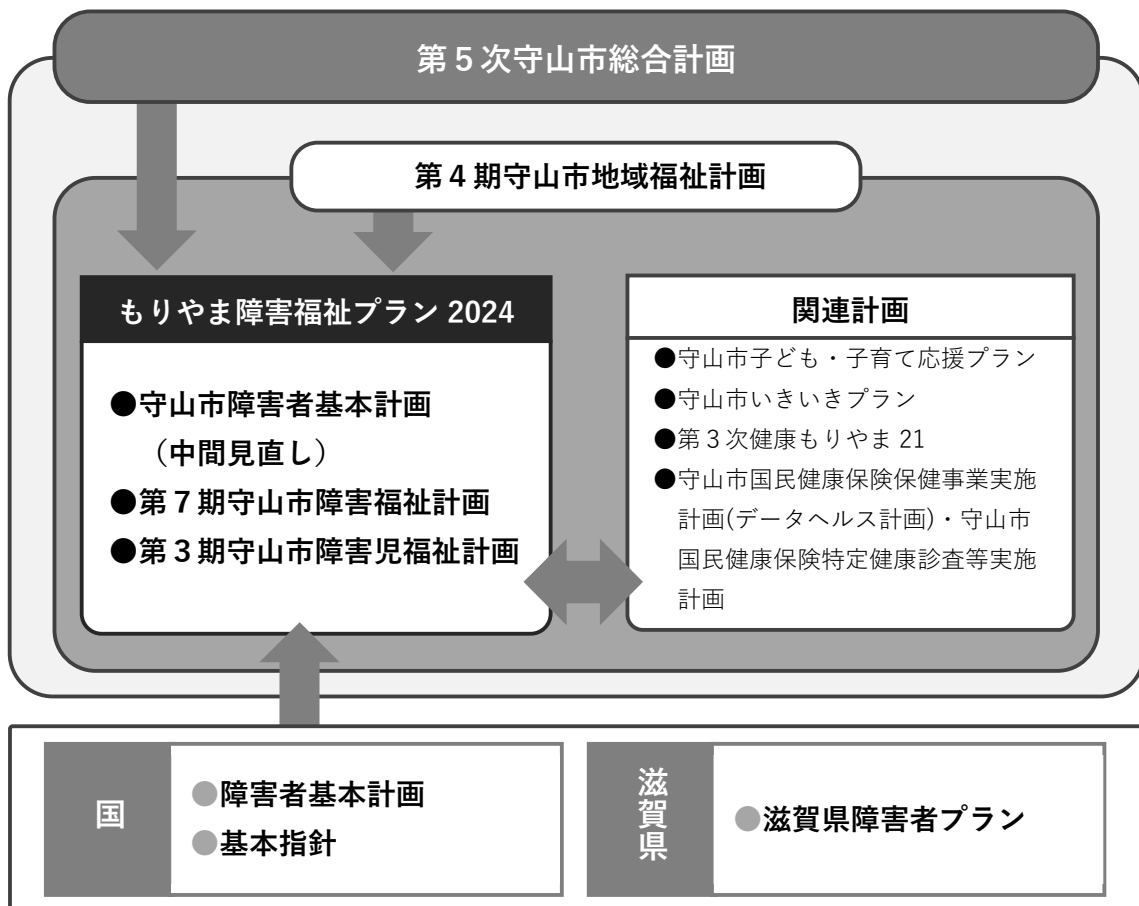 第5次守山市総合計画
第4期守山市地域福祉計画
もりやま障害福祉プラン 2024
●守山市障害者基本計画
（中間見直し）
●第7期守山市障害福祉計画
●第3期守山市障害児福祉計画
関連計画
●守山市子ども・子育て応援プラン
●守山市いきいきプラン
●第3次健康もりやま 21
●守山市国民健康保険保健事業実施
計画(データヘルス計画)・守山市
国民健康保険特定健康診査等実施
計画
国
●障害者基本計画
●基本指針
滋賀県
●滋賀県障害者プラン